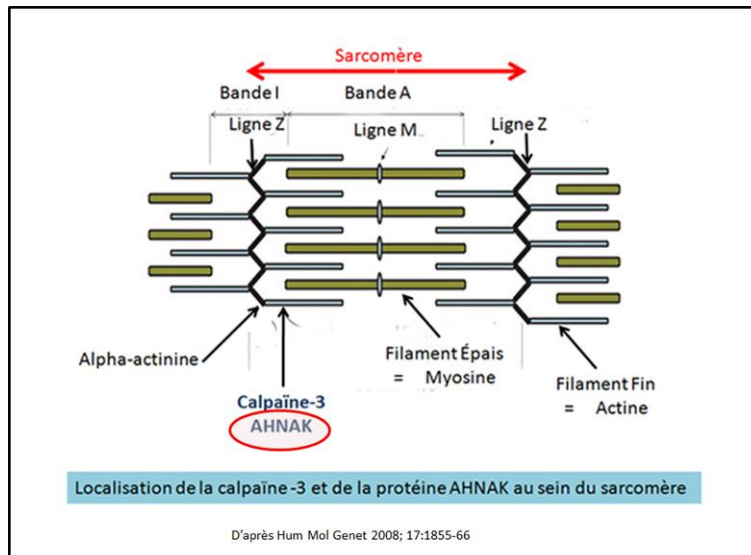 Sarcomère
Bande I
Bande A
Ligne Z
Ligne M
Ligne Z
Alpha-actinine
Filament Épais
= Myosine
Filament Fin
= Actine
Calpaïne-3
AHNAK
Localisation de la calpaïne -3 et de la protéine AHNAK au sein du sarcomère
D'après Hum Mol Genet 2008; 17:1855-66